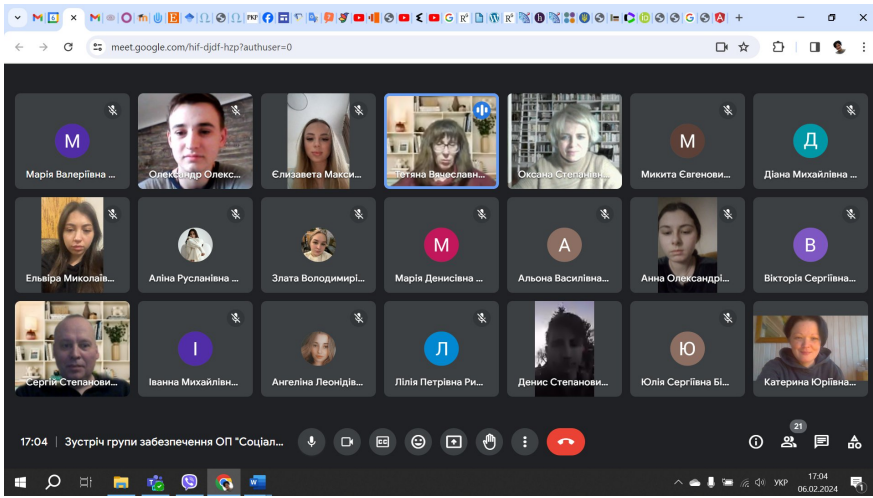 meet.google.com/hif-djdf-hzp?authuser=0
М
Марія Валеріївна ...
Олександр Олекс...
Єлизавета Макси...
Тетяна Вячеславн...
Оксана Степанівн...
М
Микита Євгенови...
Д
Діана Михайлівна ...
Ельвіра Миколаїв...
Аліна Русланівна ...
Злата Володимирі...
М
Марія Денисівна ...
А
Альона Василівна...
Анна Олександрі...
В
Вікторія Сергіївна...
Сергій Степанови...
І
Іванна Михайлівн...
Ангеліна Леонідів...
Л
Лілія Петрівна Ри...
Денис Степанови...
Ю
Юлія Сергіївна Бі...
Катерина Юріївна...
17:04 | Зустріч групи забезпечення ОП "Соціал...
21
УКР
17:04
06.02.2024